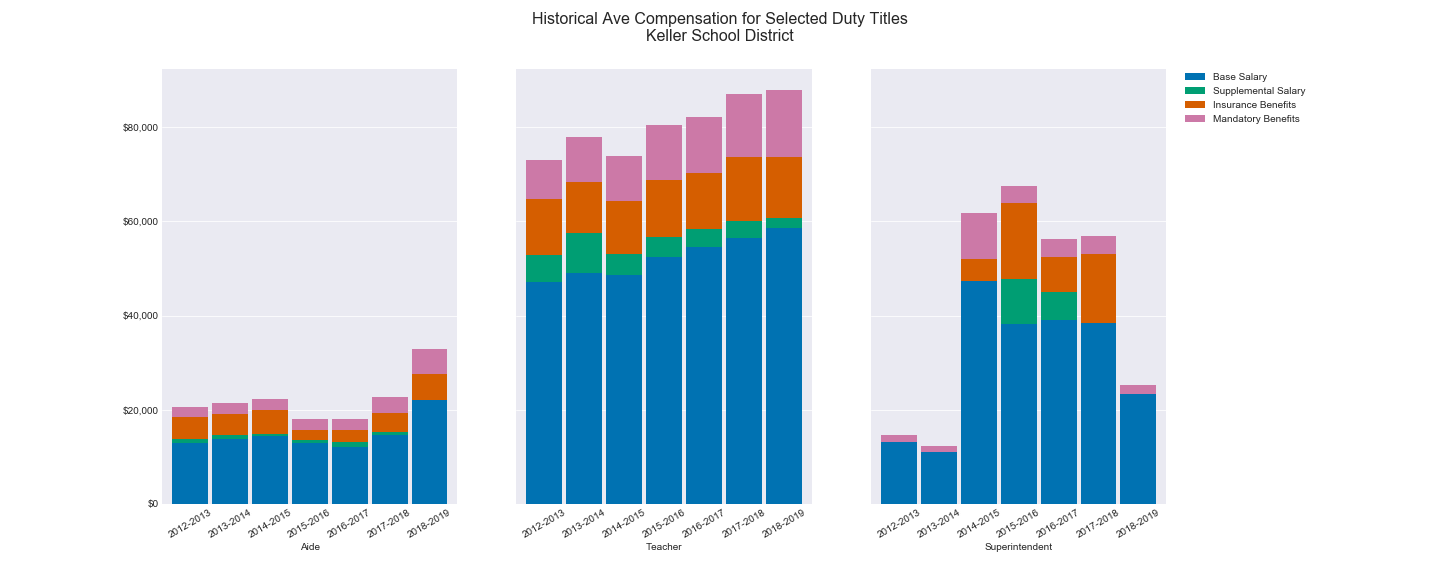 Historical Ave Compensation for Selected Duty Titles
Keller School District
Base Salary
Supplemental Salary
Insurance Benefits
Mandatory Benefits
$80,000
$60,000
$40,000
$20,000
$0
2012-2013
2013-2014
2014-2015
2015-2016
2016-2017
2017-2018
2018-2019
Aide
2012-2013
2013-2014
2014-2015
2015-2016
2016-2017
2017-2018
2018-2019
Teacher
2012-2013
2013-2014
2014-2015
2015-2016
2016-2017
2017-2018
2018-2019
Superintendent